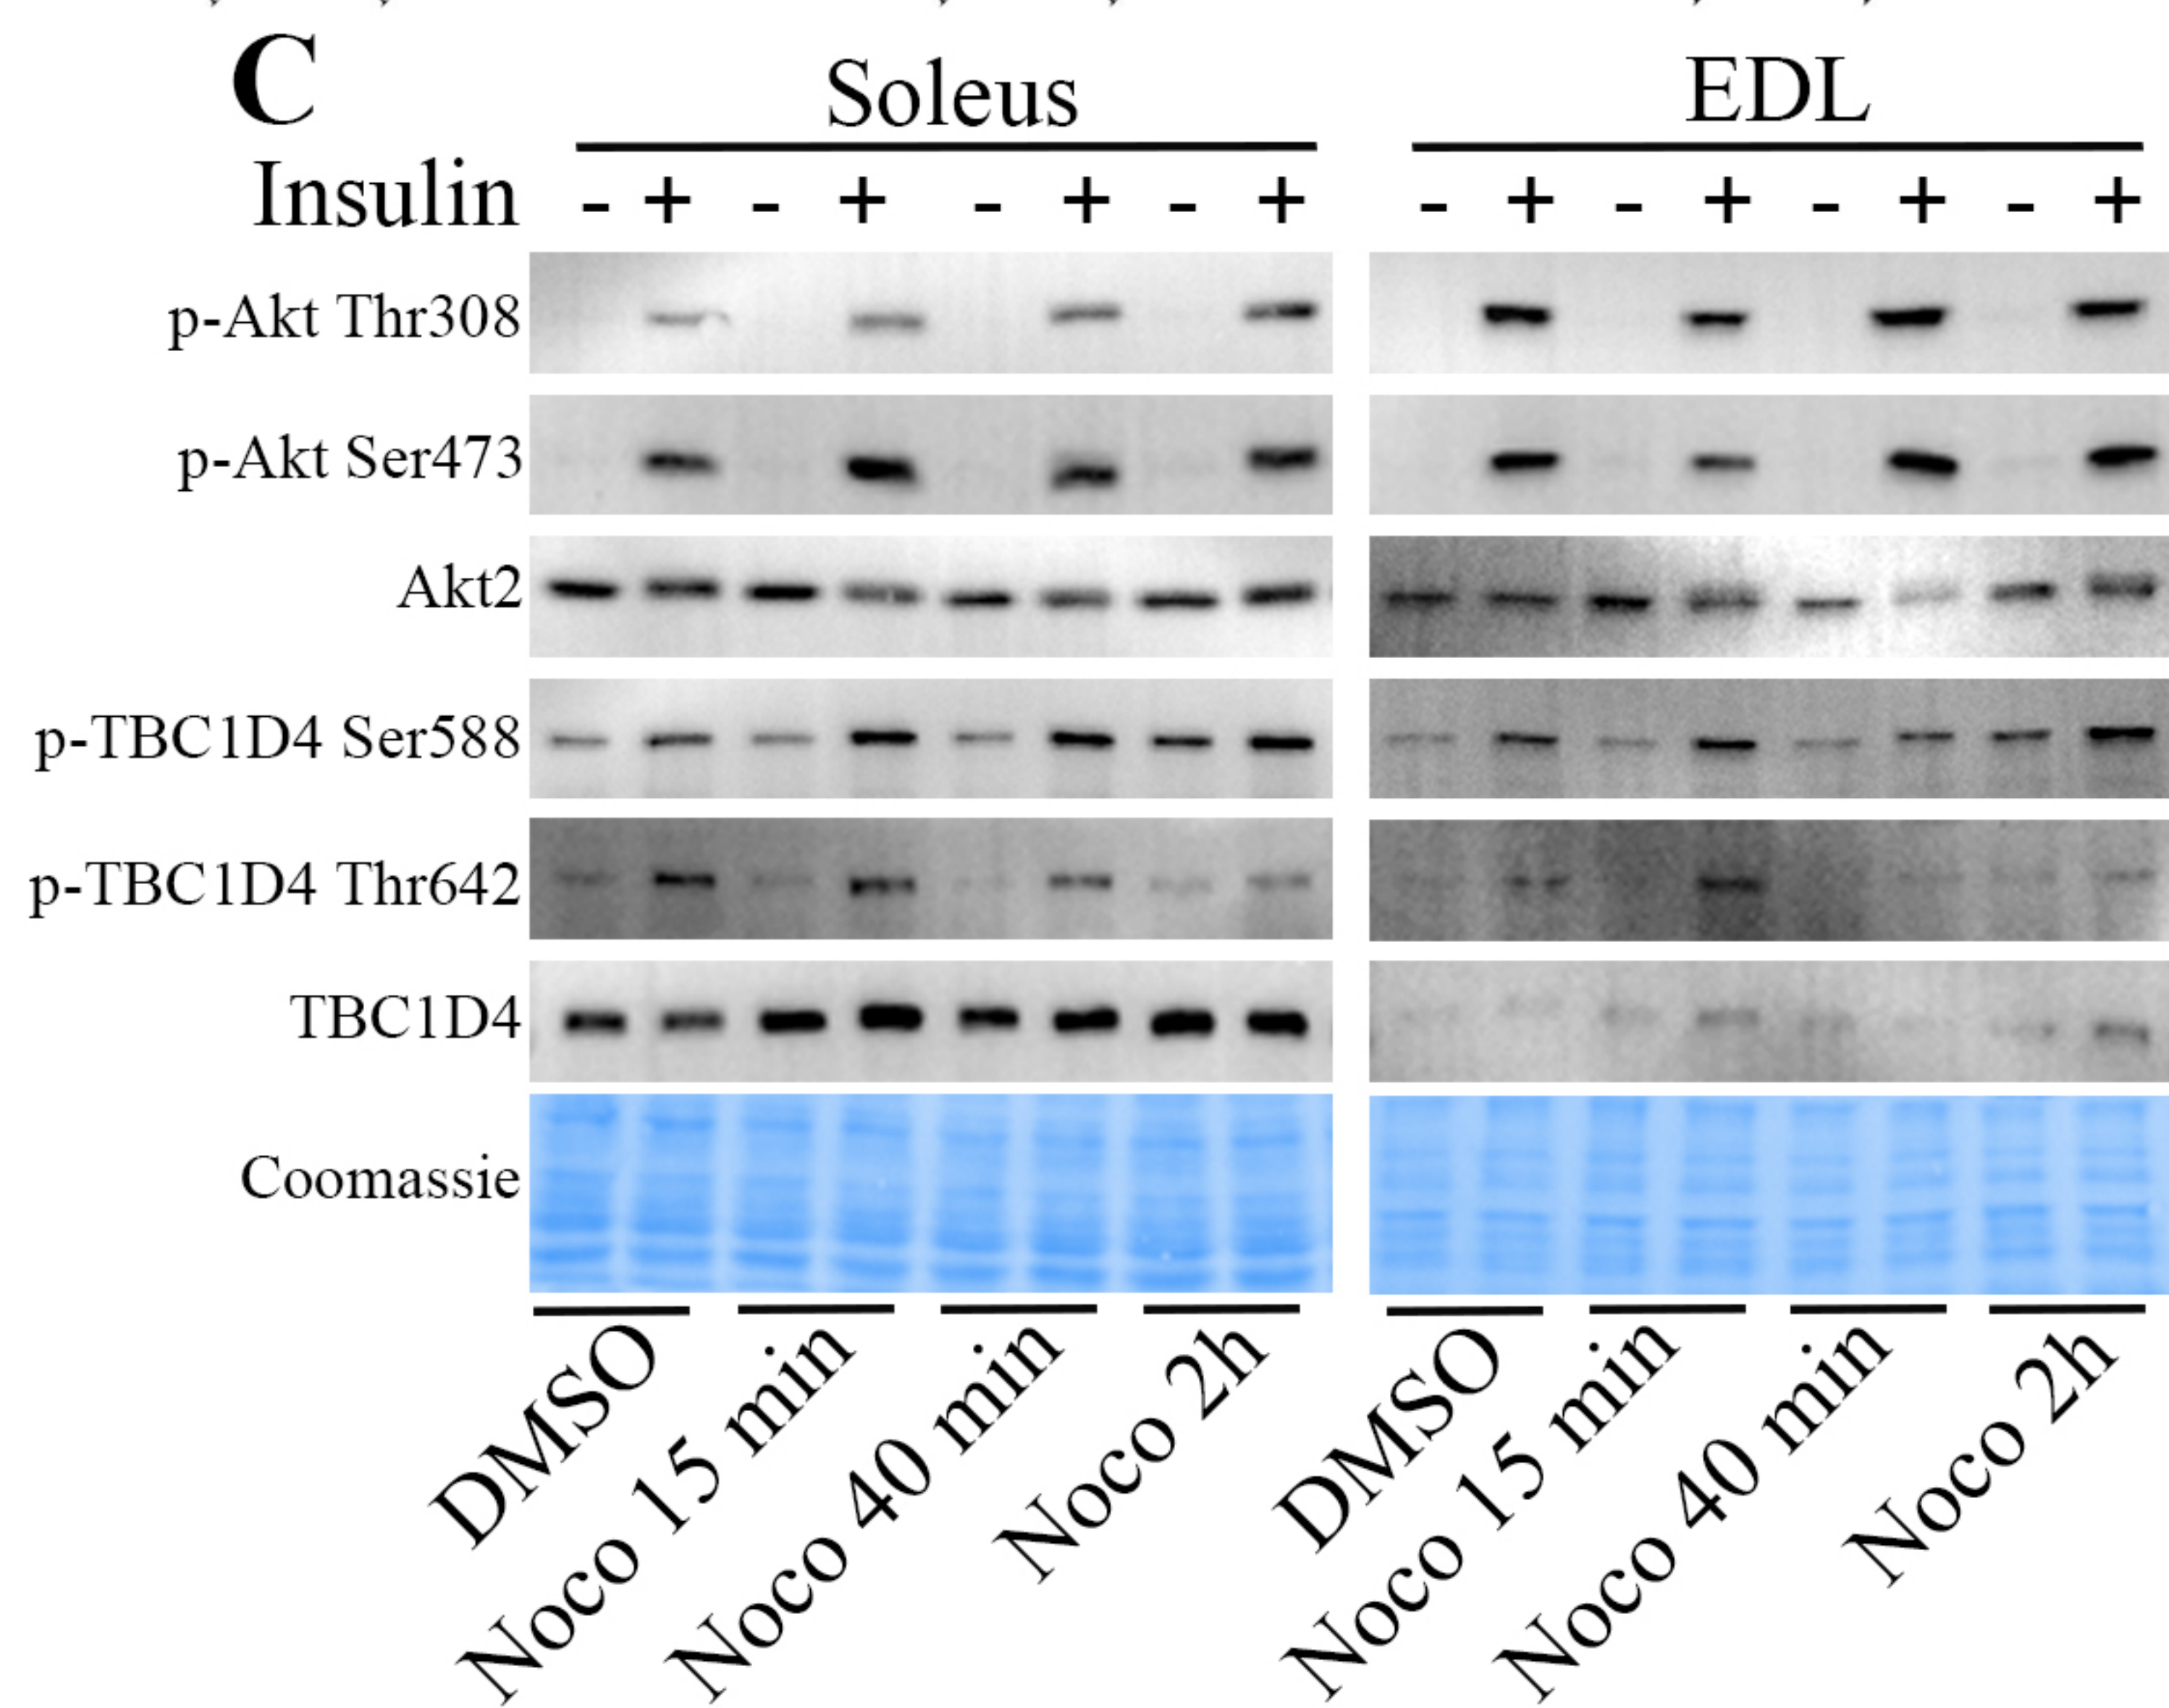 C
Soleus EDL
Insulin - + - + - + - + - + - + - + - +
p-Akt Thr308
p-Akt Ser473
Akt2
p-TBC1D4 Ser588
p-TBC1D4 Thr642
TBC1D4
Coomassie
DMSO Noco 15 min Noco 40 min Noco 2h DMSO Noco 15 min Noco 40 min Noco 2h